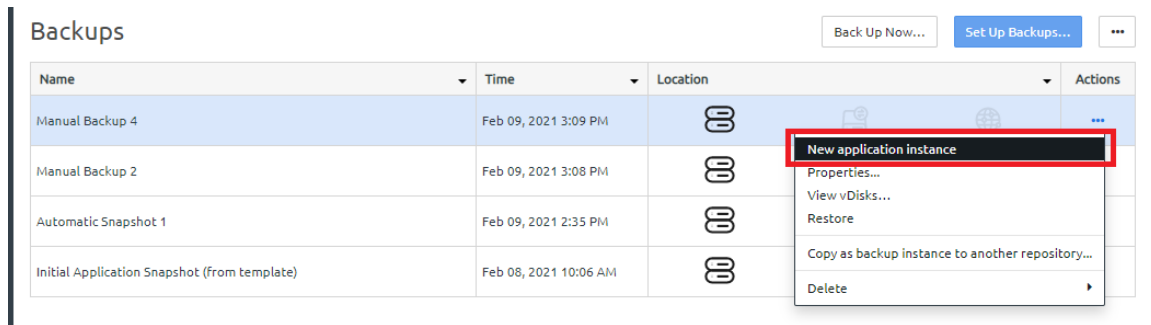 Backups
Back Up Now...
Set Up Backups...
Name
Time
Location
Actions
Manual Backup 4
Feb 09, 2021 3:09 PM
New application instance
Manual Backup 2
Feb 09, 2021 3:08 PM
Properties...
View vDisks...
Automatic Snapshot 1
Feb 09, 2021 2:35 PM
Restore
Copy as backup instance to another repository...
Initial Application Snapshot (from template)
Feb 08, 2021 10:06 AM
Delete